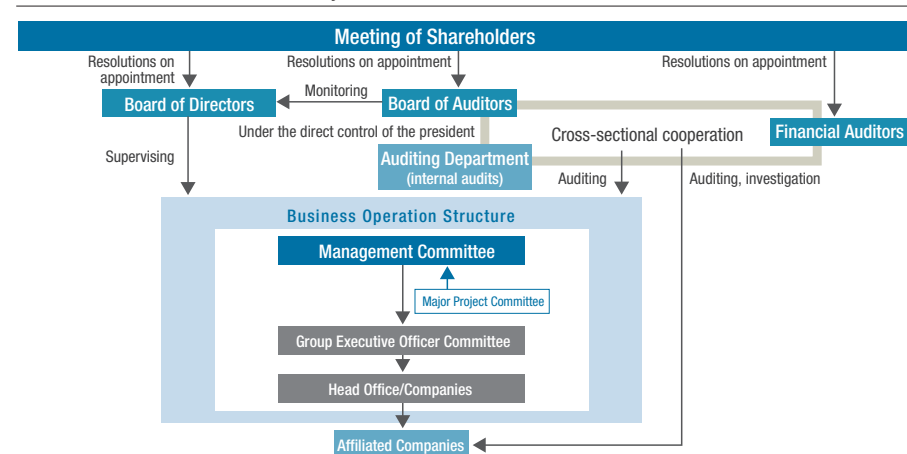 Meeting of Shareholders
Resolutions on
appointment
Resolutions on appointment
Resolutions on appointment
Board of Directors
Monitoring
Board of Auditors
Financial Auditors
Under the direct control of the president
Cross-sectional cooperation
Supervising
Auditing Department
(internal audits)
Auditing
Auditing, investigation
Business Operation Structure
Management Committee
Major Project Committee
Group Executive Officer Committee
Head Office/Companies
Affiliated Companies